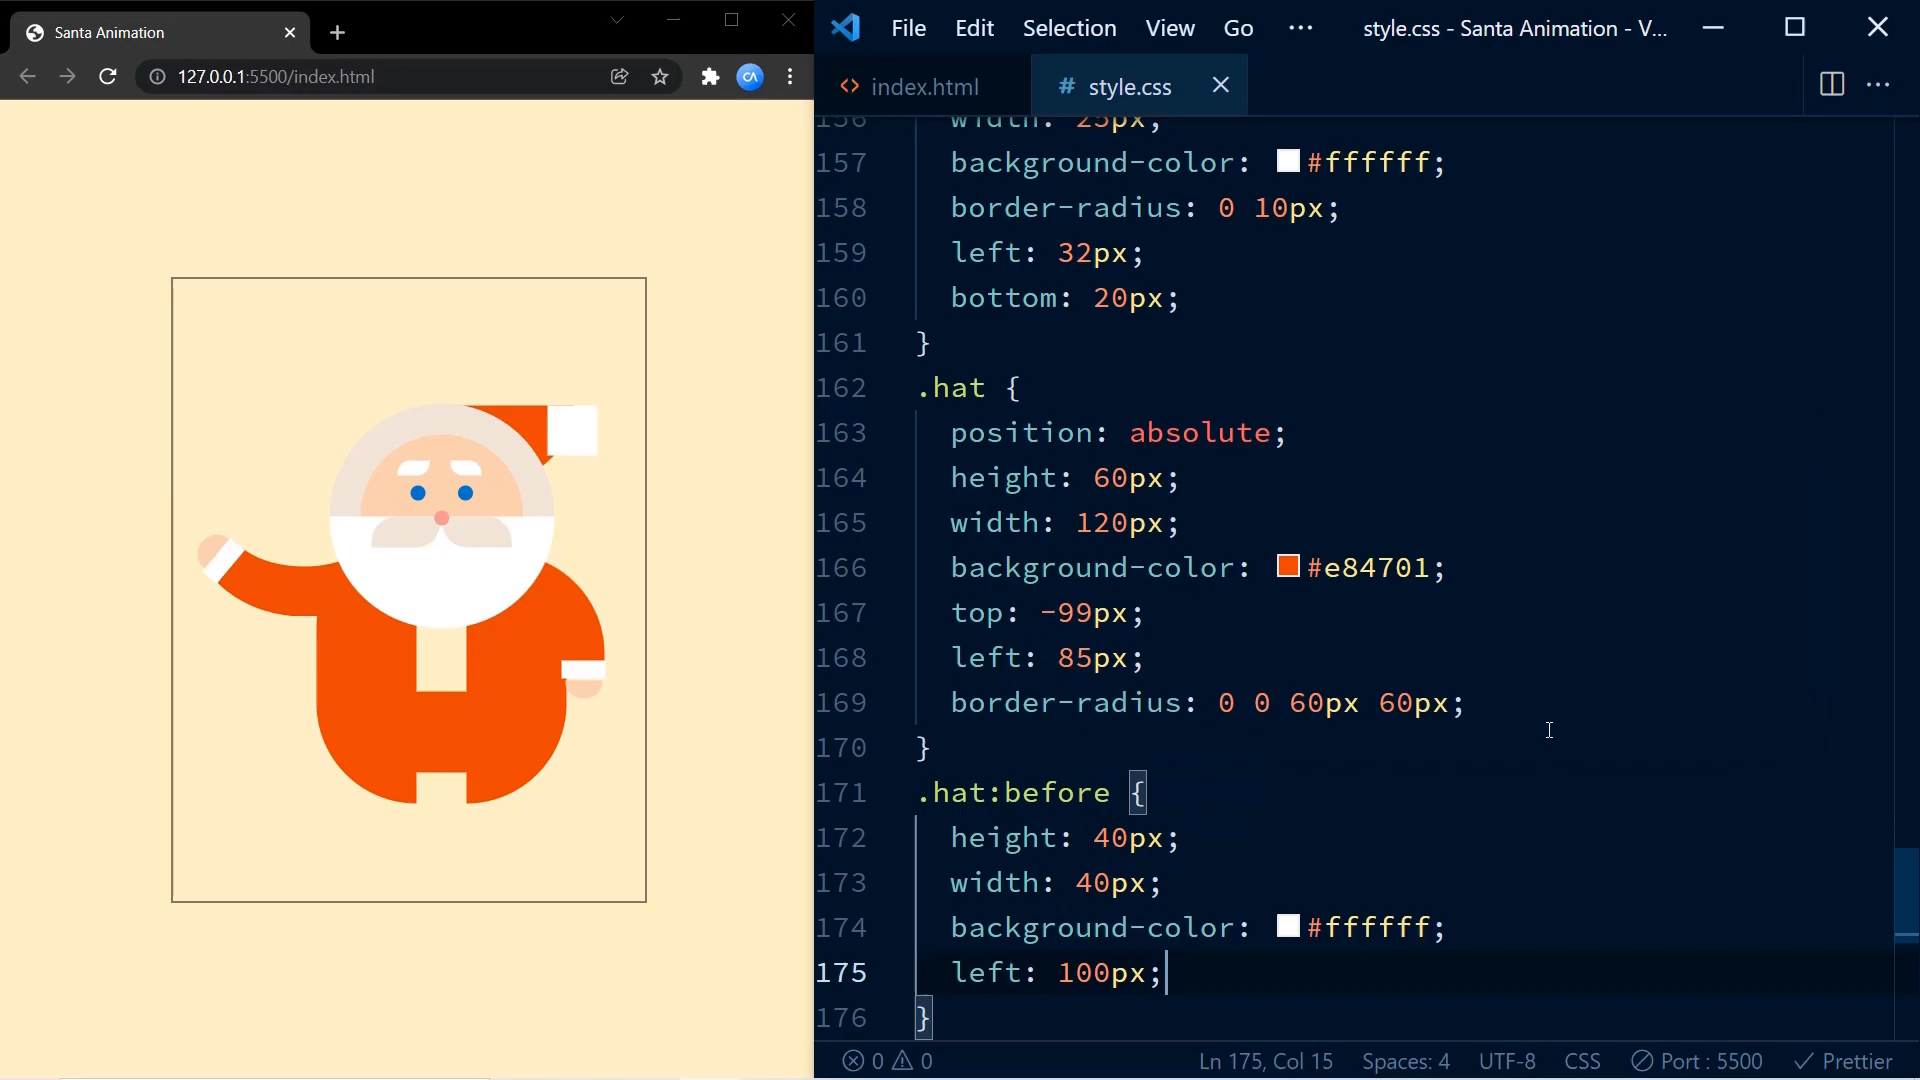 Santa Animation
127.0.0.1:5500/index.html
CA
File Edit Selection View Go ··· style.css - Santa Animation - V...
<> index.html
# style.css
156 width: 25px;
157 background-color: #ffffff;
158 border-radius: 0 10px;
159 left: 32px;
160 bottom: 20px;
161 }
162 .hat {
163 position: absolute;
164 height: 60px;
165 width: 120px;
166 background-color: #e84701;
167 top: -99px;
168 left: 85px;
169 border-radius: 0 0 60px 60px;
170 }
171 .hat:before {
172 height: 40px;
173 width: 40px;
174 background-color: #ffffff;
175 left: 100px;
176 }
0 0 Ln 175, Col 15 Spaces: 4 UTF-8 CSS Port : 5500 Prettier